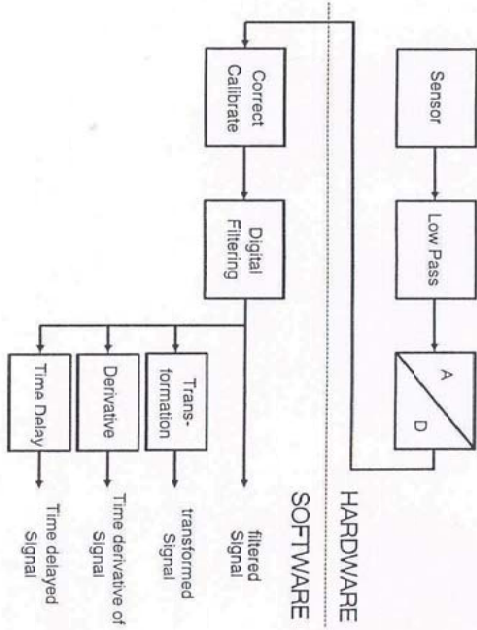 Sensor
Low Pass
A
D
HARDWARE
SOFTWARE
Correct
Calibrate
Digital
Filtering
filtered Signal
Trans-
formation
transformed
Signal
Derivative
Time derivative of
Signal
Time Delay
Time delayed
Signal